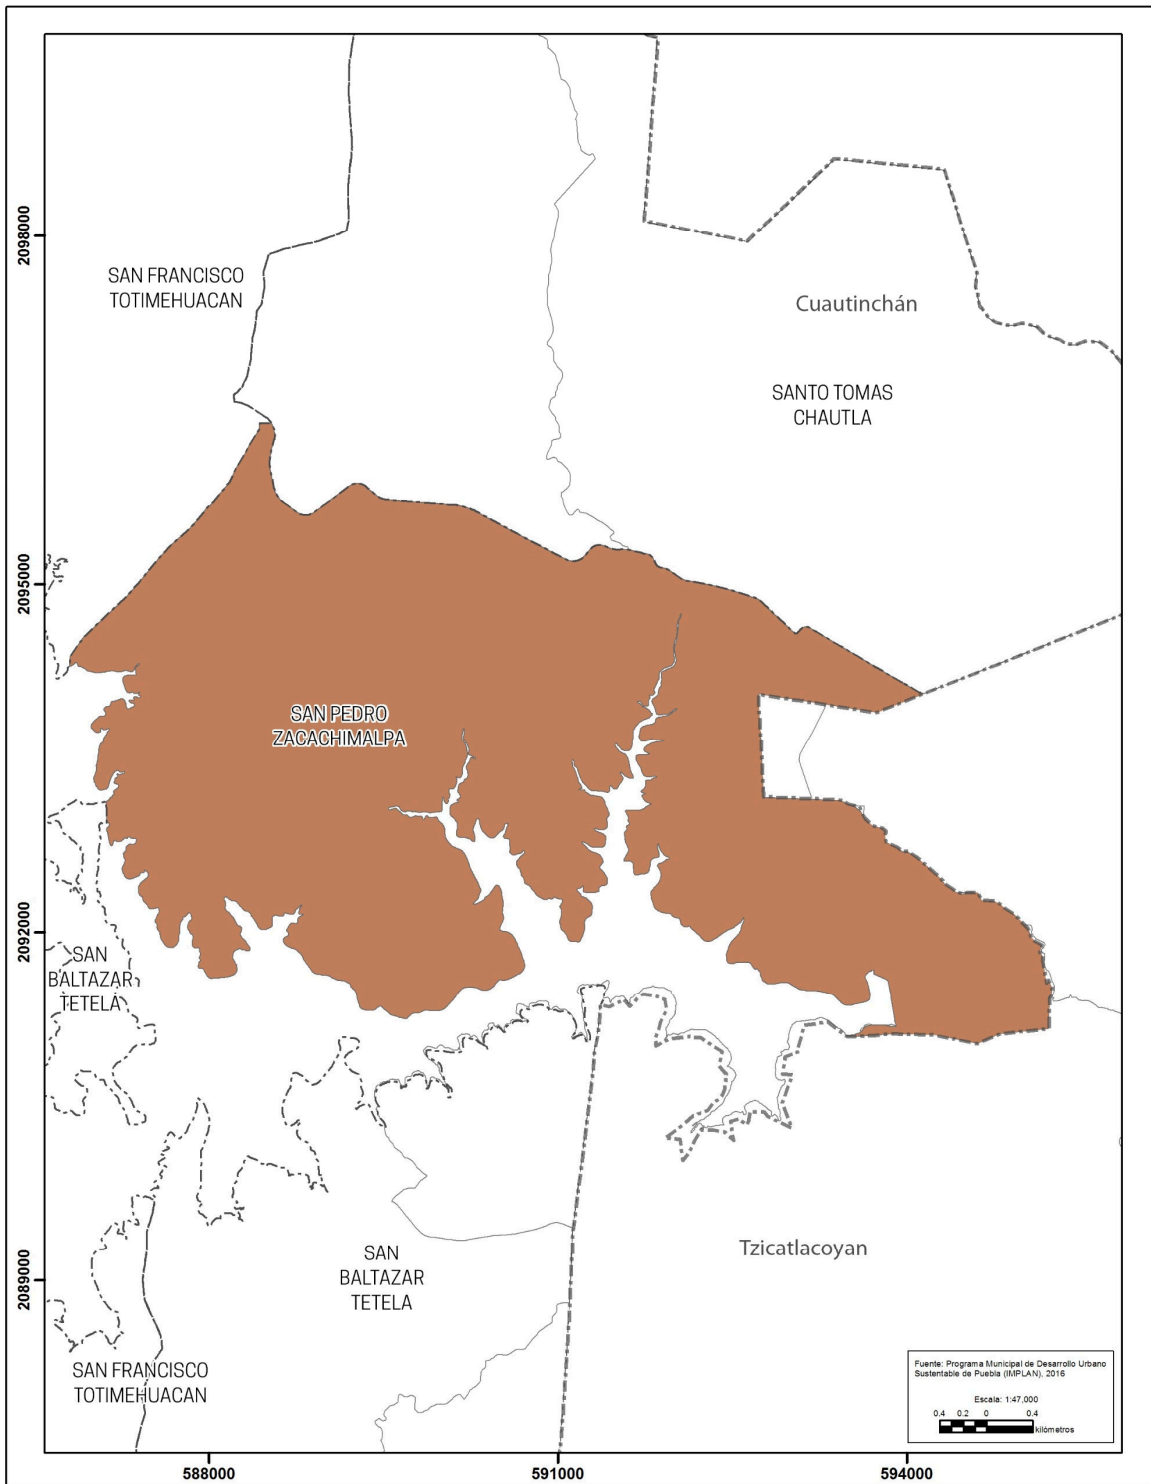 2098000
SAN FRANCISCO
TOTIMEHUACAN
Cuautinchán
SANTO TOMAS
CHAUTLA
2095000
SAN PEDRO
ZACACHIMALPA
2092000
SAN
BALTAZAR
TETELA
2089000
SAN
BALTAZAR
TETELA
Tzicatlacoyan
SAN FRANCISCO
TOTIMEHUACAN
Fuente: Programa Municipal de Desarrollo Urbano
Sustentable de Puebla (IMPLAN), 2016
Escala: 1:47,000
0.4 0.2 0 0.4
kilómetros
588000
591000
594000